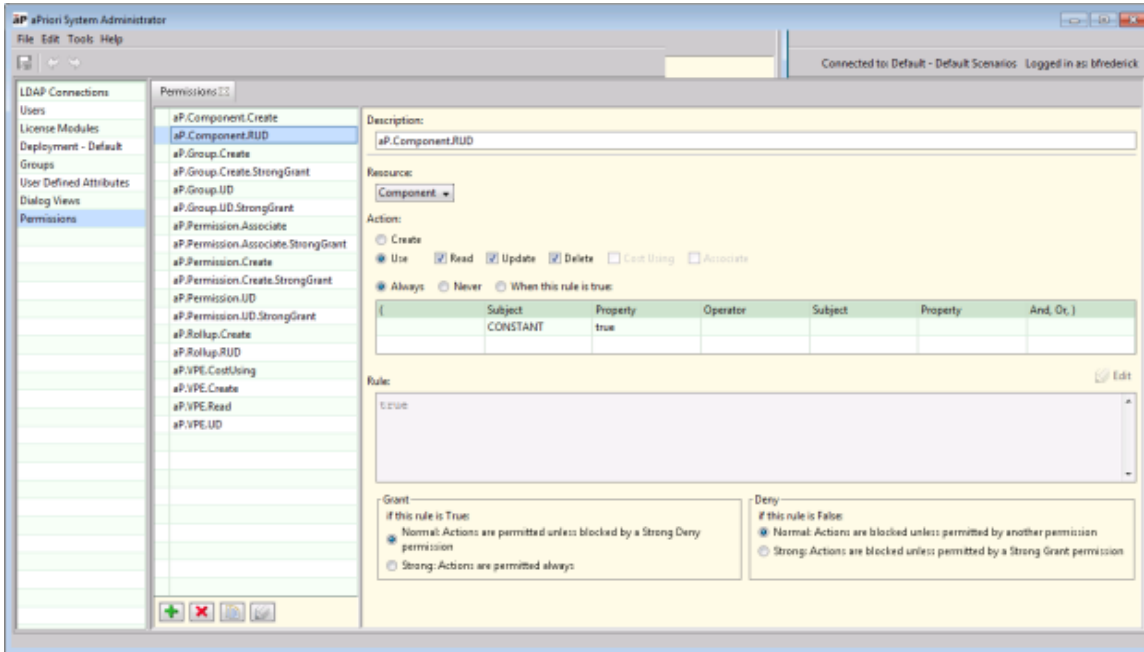 aP aPriori System Administrator
File Edit Tools Help
Connected to: Default - Default Scenarios Logged in as: bfrederick
LDAP Connections
Users
License Modules
Deployment - Default
Groups
User Defined Attributes
Dialog Views
Permissions
Permissions
aP.Component.Create
aP.Component.RUD
aP.Group.Create
aP.Group.Create.StrongGrant
aP.Group.UD
aP.Group.UD.StrongGrant
aP.Permission.Associate
aP.Permission.Associate.StrongGrant
aP.Permission.Create
aP.Permission.Create.StrongGrant
aP.Permission.UD
aP.Permission.UD.StrongGrant
aP.Rollup.Create
aP.Rollup.RUD
aP.VPE.CostUsing
aP.VPE.Create
aP.VPE.Read
aP.VPE.UD
Description:
aP.Component.RUD
Resource:
Component
Action:
Create
Use Read Update Delete Cost Using Associate
Always Never When this rule is true:
( Subject Property Operator Subject Property And, Or, )
CONSTANT true
Edit
Rule:
true
Grant
if this rule is True:
Normal: Actions are permitted unless blocked by a Strong Deny
permission
Strong: Actions are permitted always
Deny
if this rule is False:
Normal: Actions are blocked unless permitted by another permission
Strong: Actions are blocked unless permitted by a Strong Grant permission